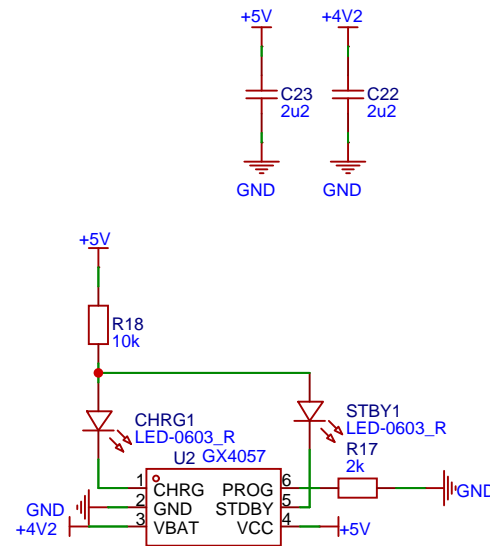 +5V
+4V2
C23
2u2
C22
2u2
GND
GND
+5V
R18
10k
CHRG1
LED-0603_R
STBY1
LED-0603_R
U2 GX4057
R17
2k
1 CHRG PROG 6
2 GND STDBY 5
3 VBAT VCC 4
GND
+4V2
GND
+5V